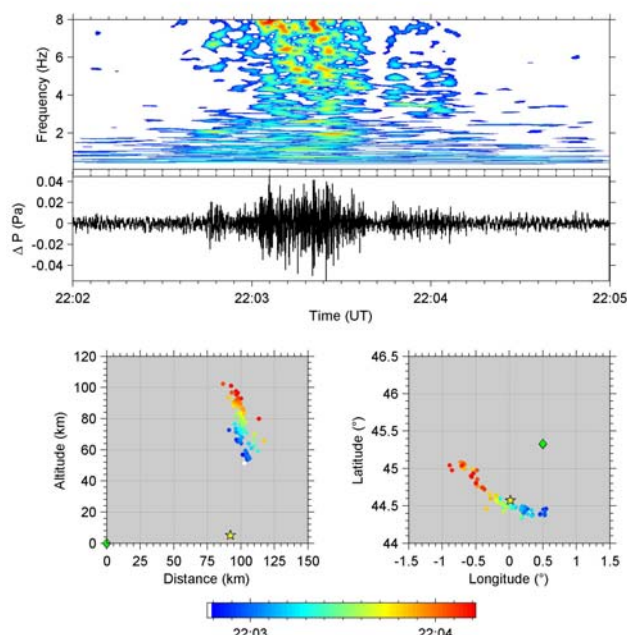 8
6
4
2
Frequency (Hz)
0.04
0.02
0
-0.02
-0.04
Δ P (Pa)
22:02 22:03 22:04 22:05
Time (UT)
120
100
80
60
40
20
0
Altitude (km)
0 25 50 75 100 125 150
Distance (km)
46.5
46
45.5
45
44.5
44
Latitude (°)
-1.5 -1 -0.5 0 0.5 1 1.5
Longitude (°)
22:03 22:04